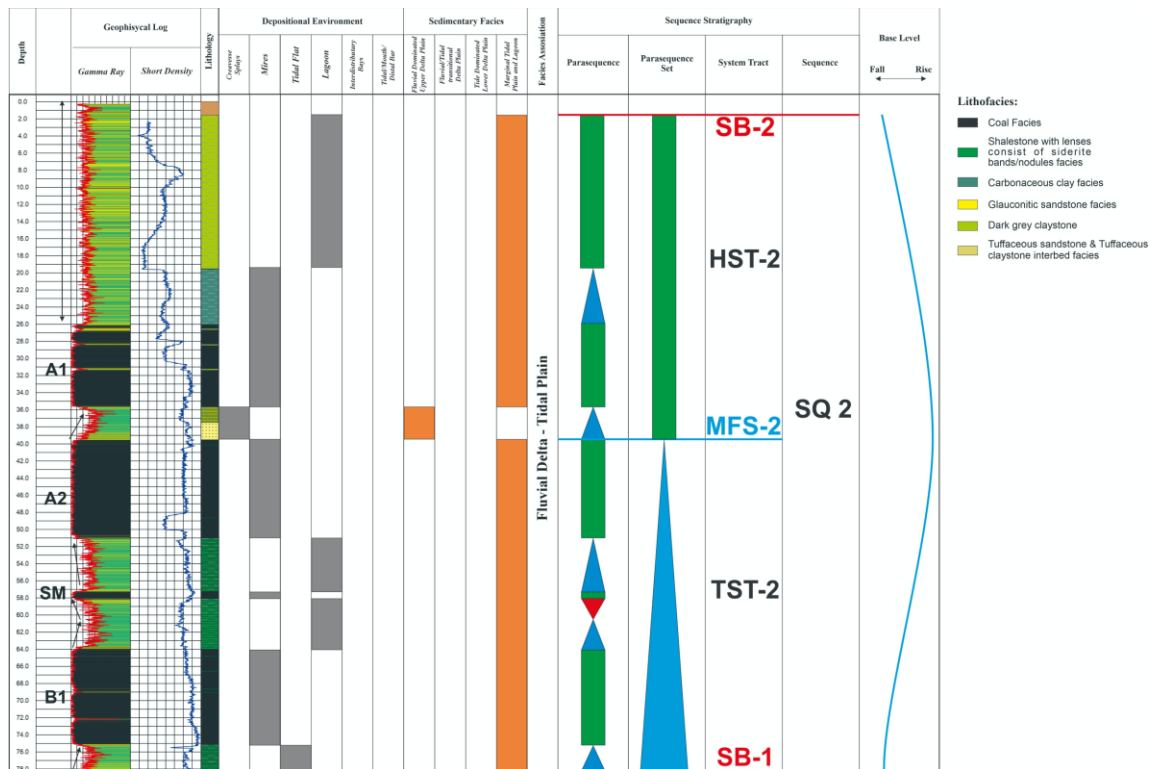 Geophisycal Log
Depositional Environment
Sedimentary Facies
Sequence Stratigraphy
Base Level
Depth
Gamma Ray
Short Density
Lithology
Creaverse
Splays
Mires
Tidal Flat
Lagoon
Interdistributary
Bays
Tidal/Mouth/
Distal Bar
Fluvial Dominated
Upper Delta Plain
Fluvial/Tidal
transitional
Delta Plain
Tide Dominated
Lower Delta Plain
Marginal Tidal
Plain and Lagoon
Facies Assosiation
Parasequence
Parasequence
Set
System Tract
Sequence
Fall
Rise
0.0
2.0
4.0
6.0
8.0
10.0
12.0
14.0
16.0
18.0
20.0
22.0
24.0
26.0
28.0
30.0
32.0
34.0
36.0
38.0
40.0
42.0
44.0
46.0
48.0
50.0
52.0
54.0
56.0
58.0
60.0
62.0
64.0
66.0
68.0
70.0
72.0
74.0
76.0
78.0
A1
A2
SM
B1
Fluvial Delta - Tidal Plain
SB-2
HST-2
MFS-2
TST-2
SB-1
SQ 2
Lithofacies:
Coal Facies
Shalestone with lenses
consist of siderite
bands/nodules facies
Carbonaceous clay facies
Glauconitic sandstone facies
Dark grey claystone
Tuffaceous sandstone & Tuffaceous
claystone interbed facies